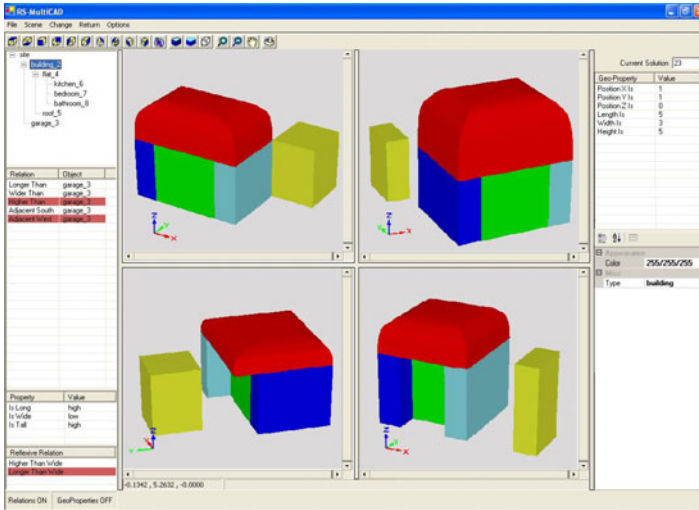 RS-MultiCAD
File Scene Change Return Options
site
building_2
flat_4
kitchen_6
bedroom_7
bathroom_8
roof_5
garage_3
Relation Object
Longer Than garage_3
Wider Than garage_3
Higher Than garage_3
Adjacent South garage_3
Adjacent West garage_3
Property Value
Is Long high
Is Wide low
Is Tall high
Reflexive Relation
Higher Than Wide
Longer Than Wide
Z
Y
X
Z
Y
X
Z
X
Y
Z
Y
X
-0.1342 , 5.2632 , -0.0000
Relations ON GeoProperties OFF
Current Solution 23
Geo-Property Value
Position X Is 1
Position Y Is 1
Position Z Is 0
Length Is 5
Width Is 3
Height Is 5
Appearance
Color 255/255/255
Misc
Type building